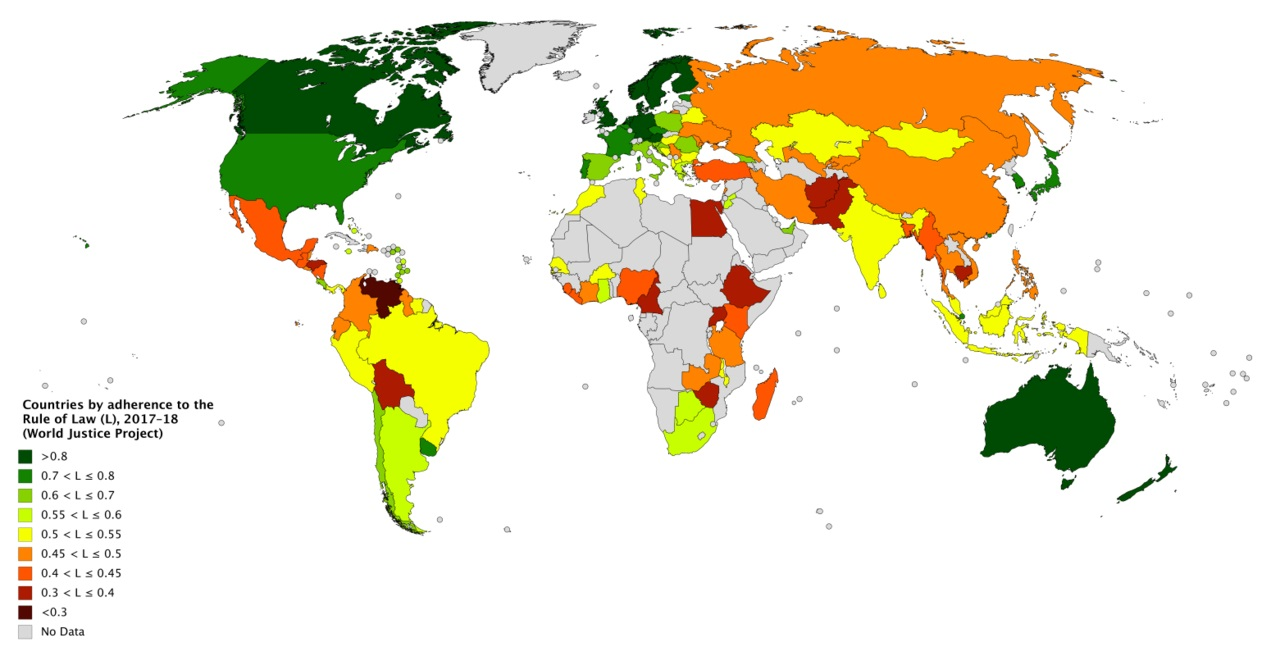 Countries by adherence to the
Rule of Law (L), 2017–18
(World Justice Project)
>0.8
0.7 < L ≤ 0.8
0.6 < L ≤ 0.7
0.55 < L ≤ 0.6
0.5 < L ≤ 0.55
0.45 < L ≤ 0.5
0.4 < L ≤ 0.45
0.3 < L ≤ 0.4
<0.3
No Data